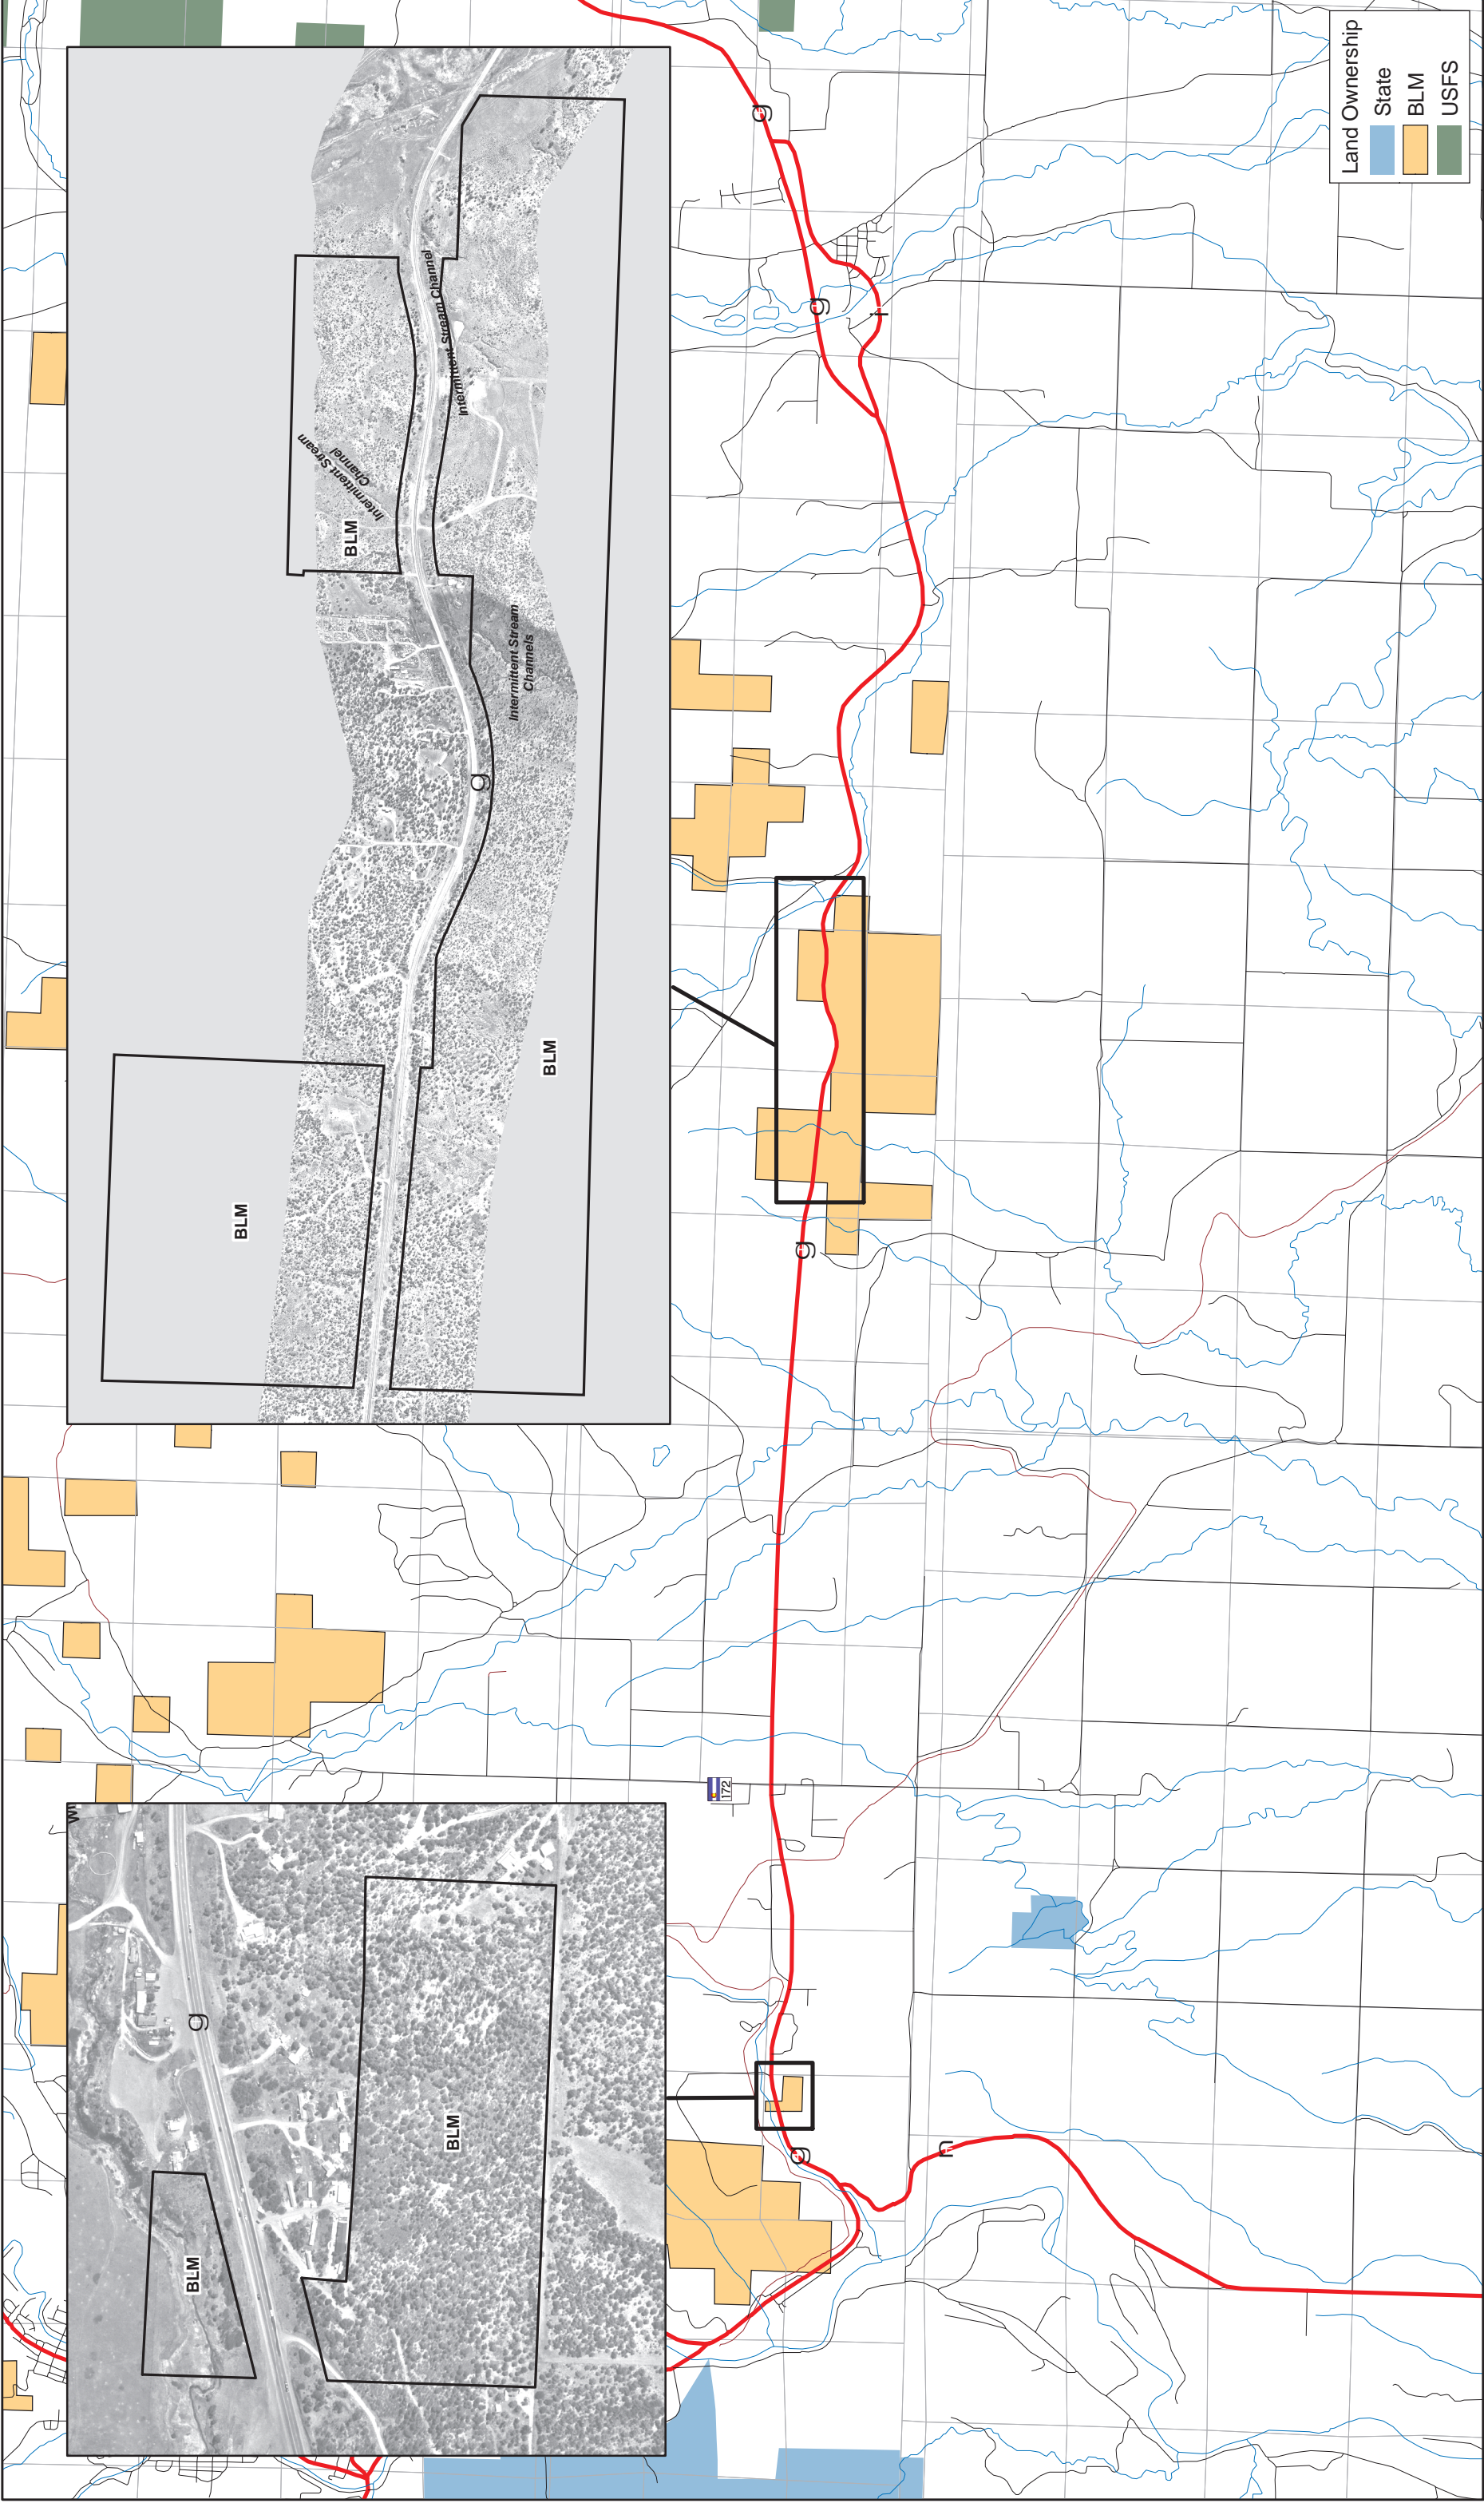 Land Ownership
State
BLM
USFS
BLM
Intermittent Stream
Channel
Intermittent Stream Channel
Intermittent Stream
Channels
g
BLM
BLM
g
g
f
g
172
g
n
g
BLM
BLM